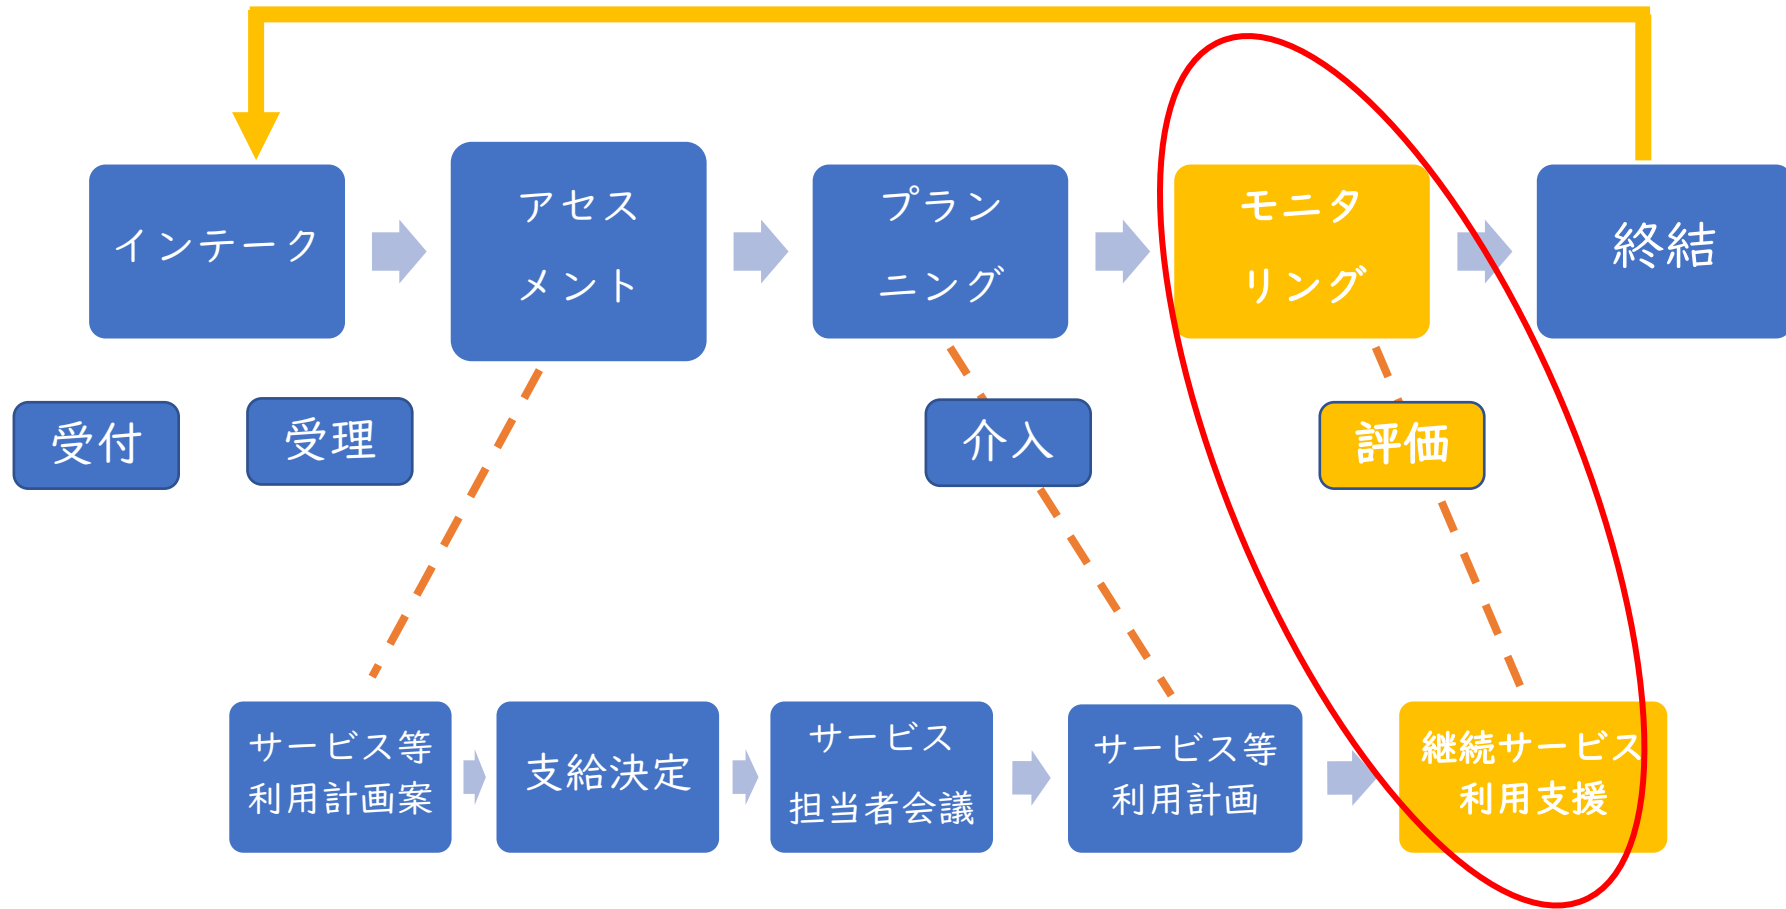 インテーク
アセス
メント
プラン
ニング
モニタ
リング
終結
受付
受理
介入
評価
サービス等
利用計画案
支給決定
サービス
担当者会議
サービス等
利用計画
継続サービス
利用支援